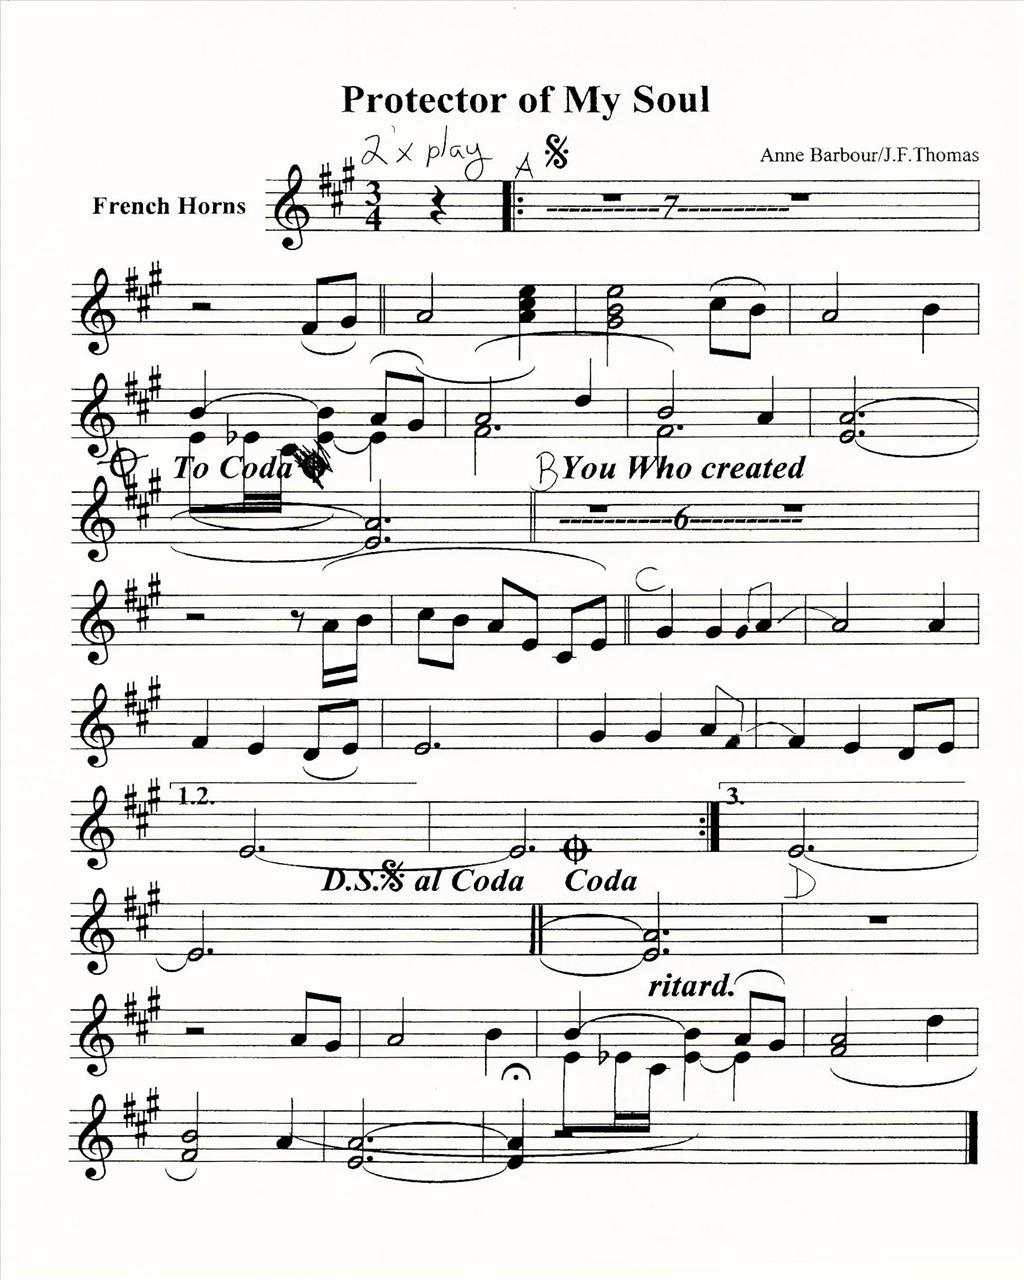 Protector of My Soul
2'x play
A
Anne Barbour/J.F.Thomas
French Horns
3
4
7
To Coda
B You Who created
6
C
1.2.
3.
D.S. al Coda Coda
D
ritard.